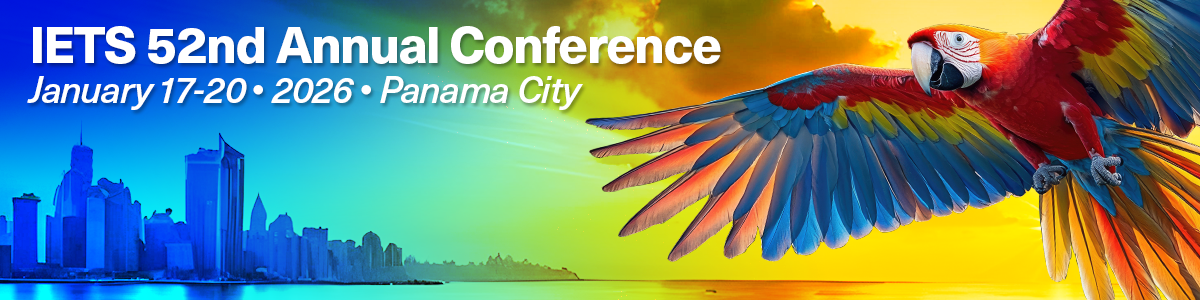 IETS 52nd Annual Conference
January 17-20 • 2026 • Panama City